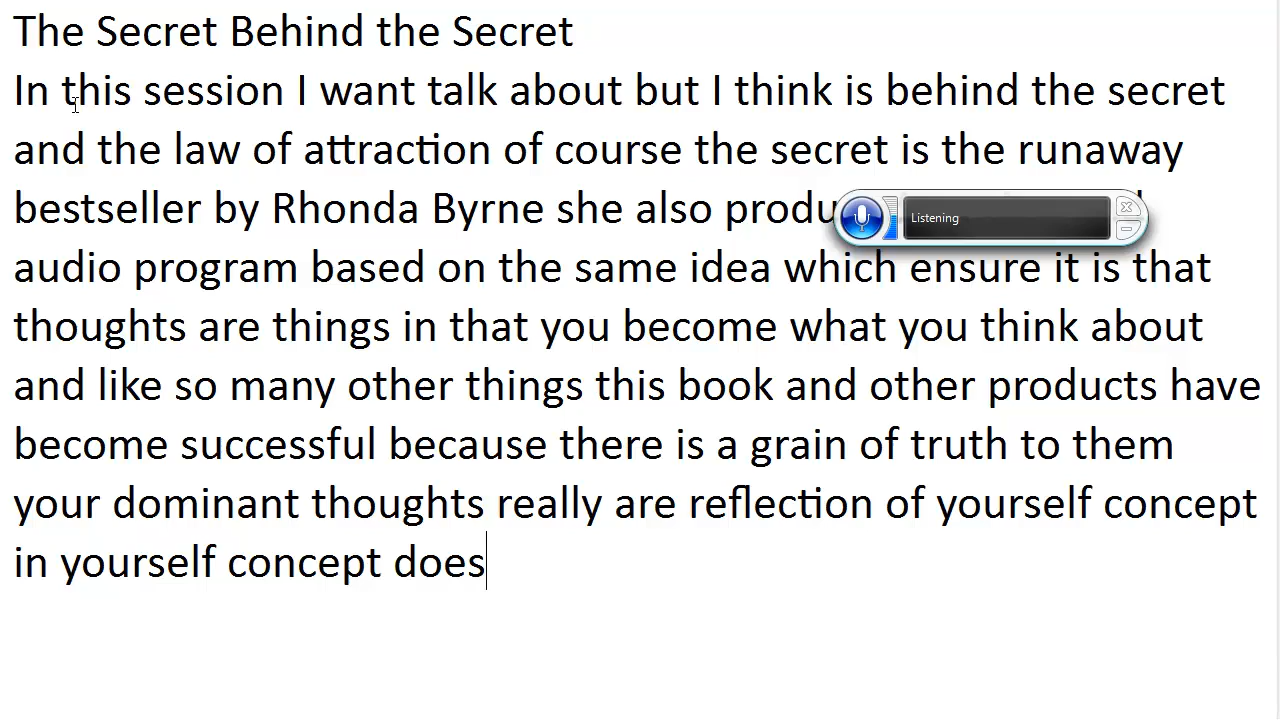 The Secret Behind the Secret
In this session I want talk about but I think is behind the secret
and the law of attraction of course the secret is the runaway
bestseller by Rhonda Byrne she also
Listening
audio program based on the same idea which ensure it is that
thoughts are things in that you become what you think about
and like so many other things this book and other products have
become successful because there is a grain of truth to them
your dominant thoughts really are reflection of yourself concept
in yourself concept does